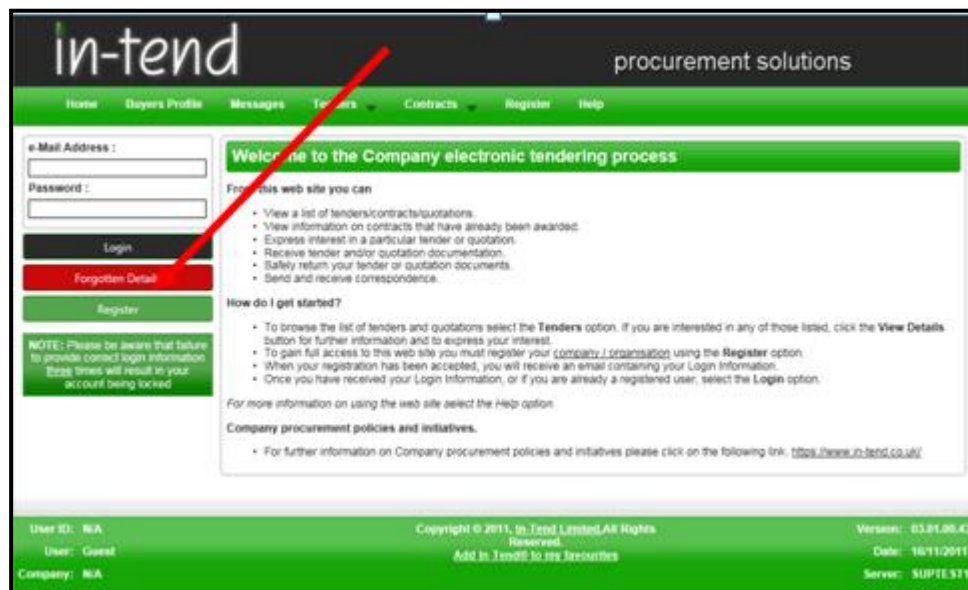 in-tend
procurement solutions
Home Buyers Profile Messages Tenders Contracts Register Help
e-Mail Address :
Password :
Login
Forgotten Details
Register
NOTE: Please be aware that failure
to provide correct login information
three times will result in your
account being locked
Welcome to the Company electronic tendering process
From this web site you can
• View a list of tenders/contracts/quotations.
• View information on contracts that have already been awarded.
• Express interest in a particular tender or quotation.
• Receive tender and/or quotation documentation.
• Safely return your tender or quotation documents.
• Send and receive correspondence.
How do I get started?
• To browse the list of tenders and quotations select the Tenders option. If you are interested in any of those listed, click the View Details
button for further information and to express your interest.
• To gain full access to this web site you must register your company / organisation using the Register option.
• When your registration has been accepted, you will receive an email containing your Login Information.
• Once you have received your Login Information, or if you are already a registered user, select the Login option.
For more information on using the web site select the Help option.
Company procurement policies and initiatives.
• For further information on Company procurement policies and initiatives please click on the following link. https://www.in-tend.co.uk/
User ID: N/A
User: Guest
Company: N/A
Copyright © 2011, In-Tend Limited,All Rights
Reserved.
Add In-Tend® to my favourites
Version: 03.01.00.43
Date: 16/11/2011
Server: SUPTEST1